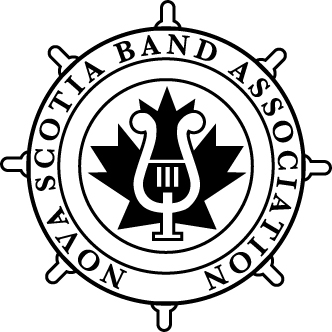 NOVA SCOTIA BAND ASSOCIATION